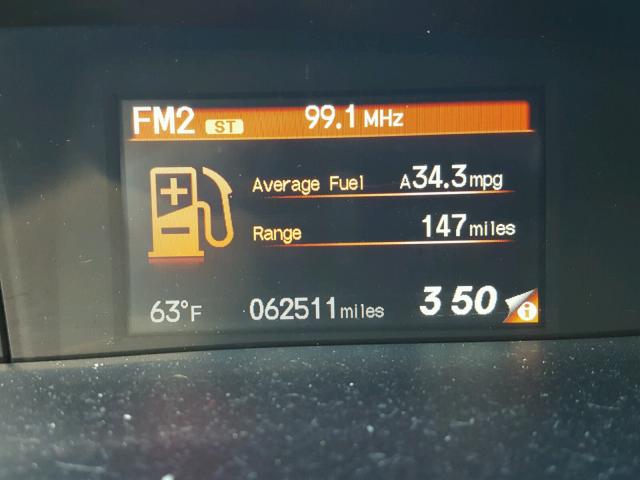 FM2 ST 99.1 MHz
Average Fuel A34.3mpg
Range 147miles
63°F 062511miles 3 50 i